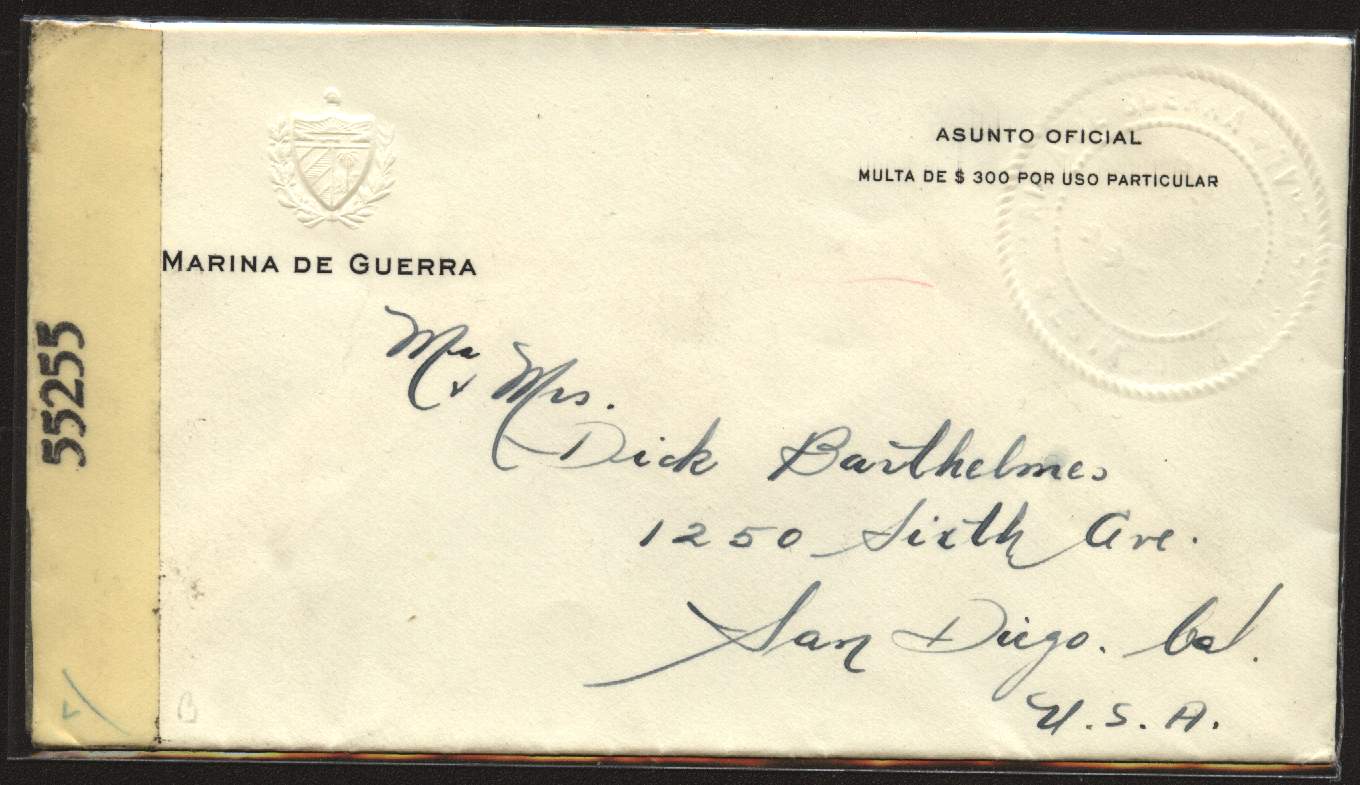 ASUNTO OFICIAL
MULTA DE $ 300 POR USO PARTICULAR
MARINA DE GUERRA
55255
Mr & Mrs.
Dick Barthelmes
1250 Sixth Ave.
San Diego. Cal.
U.S.A.
B
GUERRA